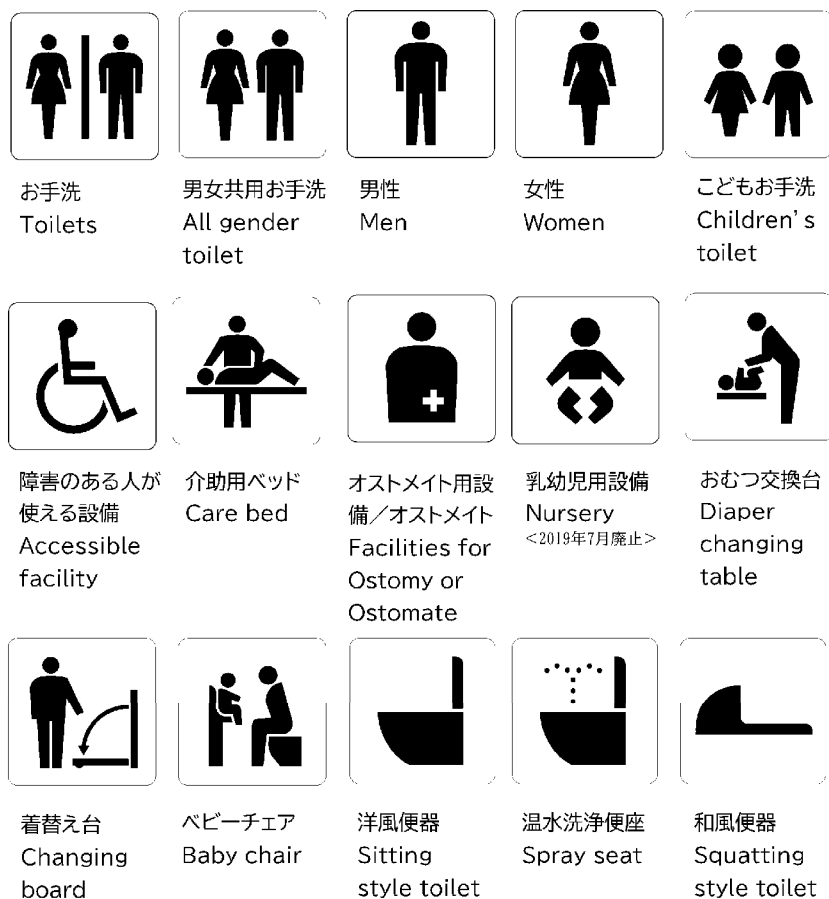 お手洗
Toilets
男女共用お手洗
All gender
toilet
男性
Men
女性
Women
こどもお手洗
Children's
toilet
障害のある人が
使える設備
Accessible
facility
介助用ベッド
Care bed
オストメイト用設
備／オストメイト
Facilities for
Ostomy or
Ostomate
乳幼児用設備
Nursery
<2019年7月廃止>
おむつ交換台
Diaper
changing
table
着替え台
Changing
board
ベビーチェア
Baby chair
洋風便器
Sitting
style toilet
温水洗浄便座
Spray seat
和風便器
Squatting
style toilet